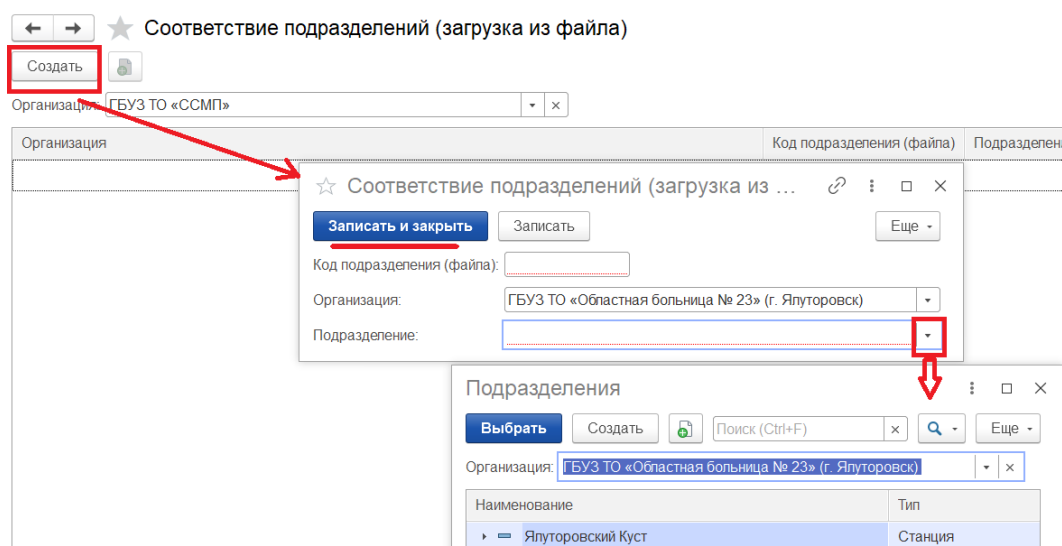 Соответствие подразделений (загрузка из файла)
Создать
Организация: ГБУЗ ТО «ССМП»
Организация Код подразделения (файла) Подразделен
Соответствие подразделений (загрузка из ...
Записать и закрыть Записать Еще
Код подразделения (файла):
Организация: ГБУЗ ТО «Областная больница № 23» (г. Ялуторовск)
Подразделение:
Подразделения
Выбрать Создать Поиск (Ctrl+F) Еще
Организация: ГБУЗ ТО «Областная больница № 23» (г. Ялуторовск)
Наименование Тип
Ялуторовский Куст Станция